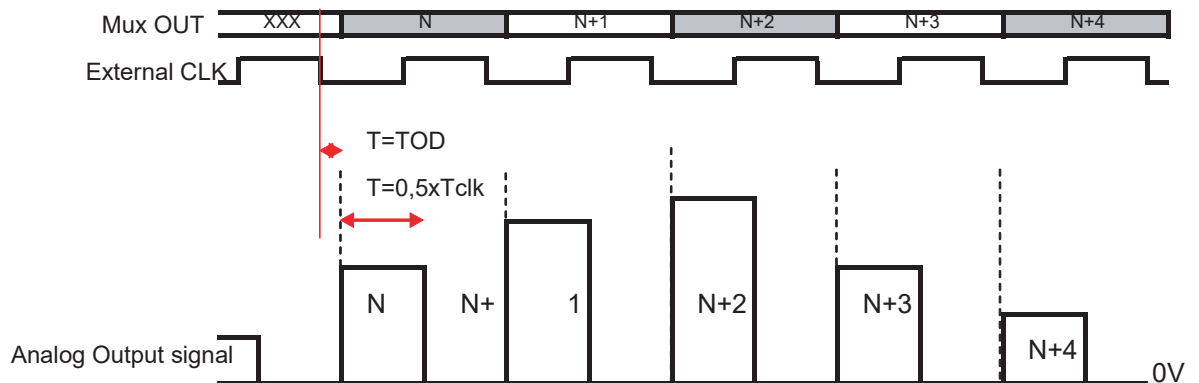 Mux OUT XXX N N+1 N+2 N+3 N+4
External CLK
T=TOD
T=0,5xTclk
N N+ 1 N+2 N+3
Analog Output signal N+4
0V